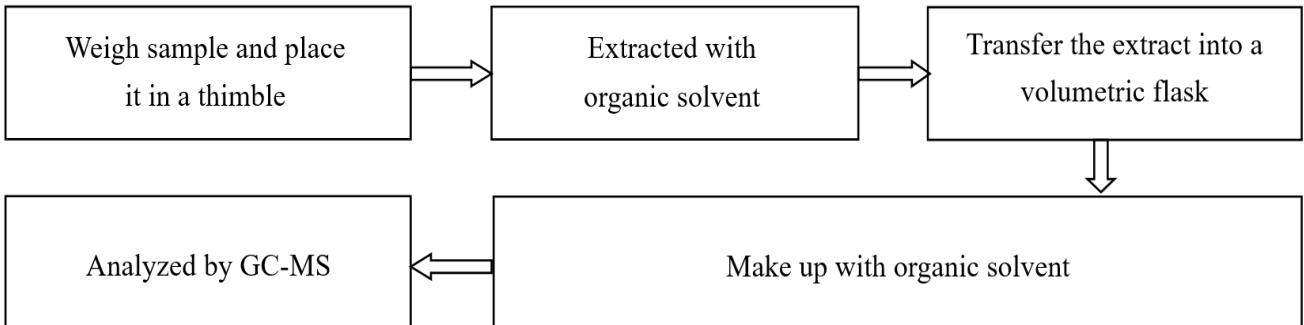 Weigh sample and place
it in a thimble
Extracted with
organic solvent
Transfer the extract into a
volumetric flask
Make up with organic solvent
Analyzed by GC-MS